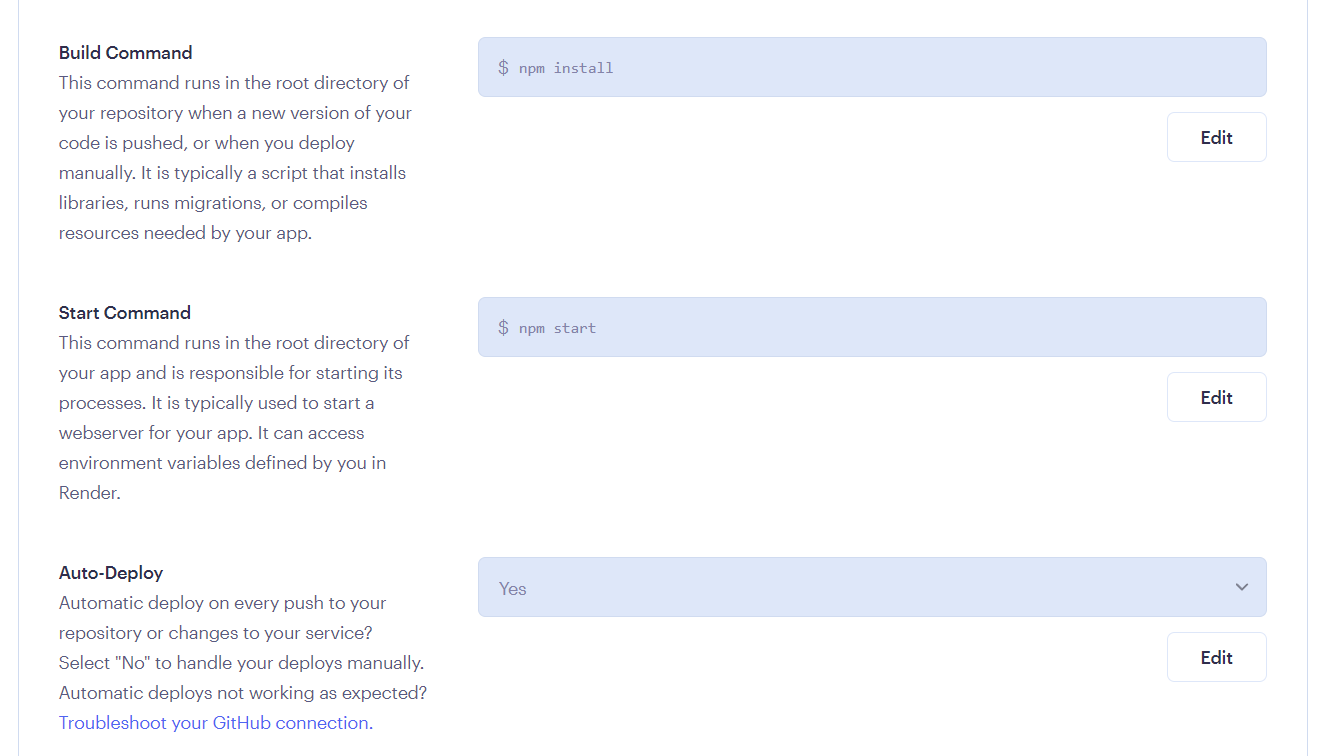 Build Command
This command runs in the root directory of
your repository when a new version of your
code is pushed, or when you deploy
manually. It is typically a script that installs
libraries, runs migrations, or compiles
resources needed by your app.
$ npm install
Edit
Start Command
This command runs in the root directory of
your app and is responsible for starting its
processes. It is typically used to start a
webserver for your app. It can access
environment variables defined by you in
Render.
$ npm start
Edit
Auto-Deploy
Automatic deploy on every push to your
repository or changes to your service?
Select "No" to handle your deploys manually.
Automatic deploys not working as expected?
Troubleshoot your GitHub connection.
Yes
Edit